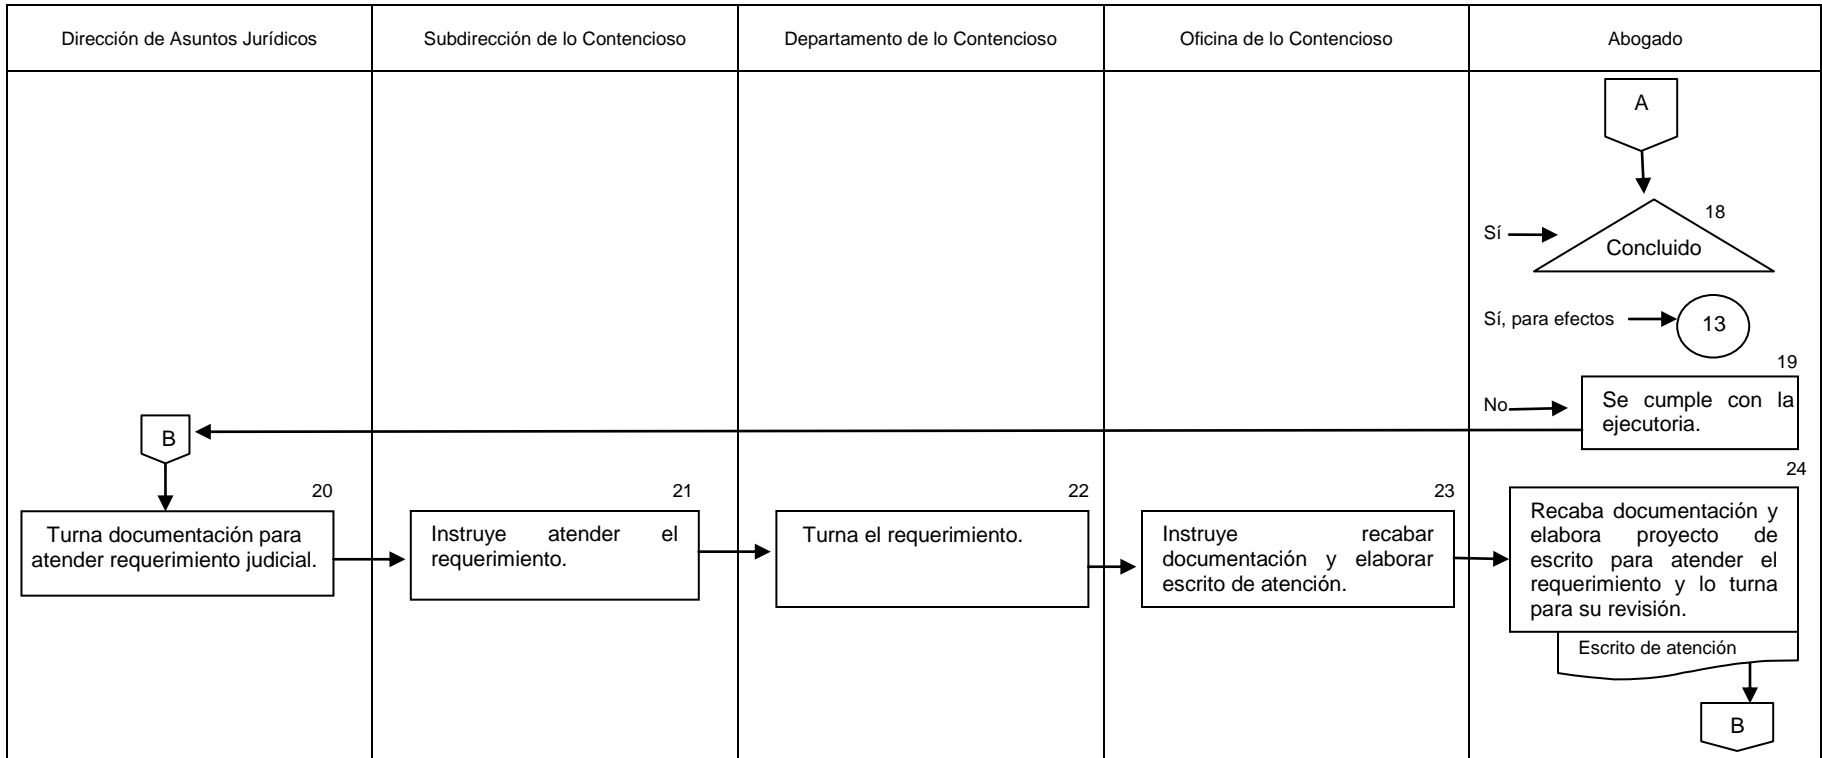 Dirección de Asuntos Jurídicos
Subdirección de lo Contencioso
Departamento de lo Contencioso
Oficina de lo Contencioso
Abogado
A
18
Sí
Concluido
Sí, para efectos
13
19
No
Se cumple con la
ejecutoria.
B
20
Turna documentación para
atender requerimiento judicial.
21
Instruye atender el
requerimiento.
22
Turna el requerimiento.
23
Instruye recabar
documentación y elaborar
escrito de atención.
24
Recaba documentación y
elabora proyecto de
escrito para atender el
requerimiento y lo turna
para su revisión.
Escrito de atención
B